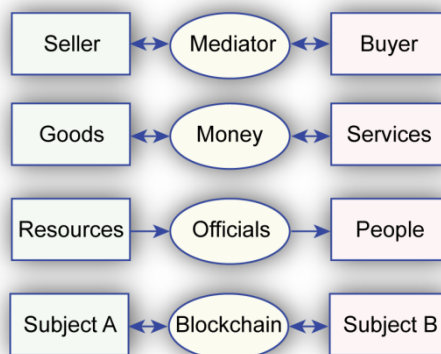 Seller Mediator Buyer
Goods Money Services
Resources Officials People
Subject A Blockchain Subject B